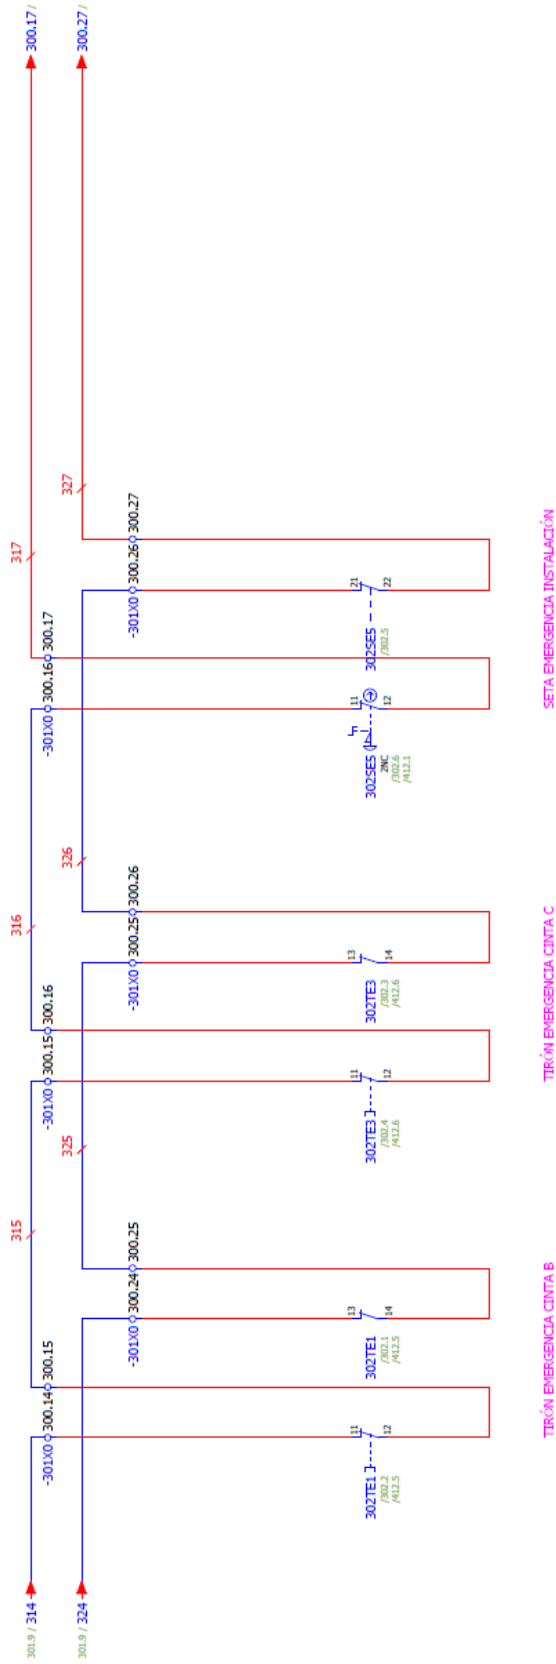 300.17 /
300.27 /
327
317
-301X0 300.26 300.27
-301X0 300.16 300.17
21
22
302SE5
/302.5
11
12
302SE5
2NC
/302.6
/412.1
SETA EMERGENCIA INSTALACIÓN
326
316
-301X0 300.25 300.26
-301X0 300.15 300.16
13
14
302TE3
/302.3
/412.6
11
12
302TE3
/302.4
/412.6
TIRÓN EMERGENCIA CINTA C
325
315
-301X0 300.24 300.25
-301X0 300.14 300.15
13
14
302TE1
/302.1
/412.5
11
12
302TE1
/302.2
/412.5
TIRÓN EMERGENCIA CINTA B
301.9 / 314
301.9 / 324